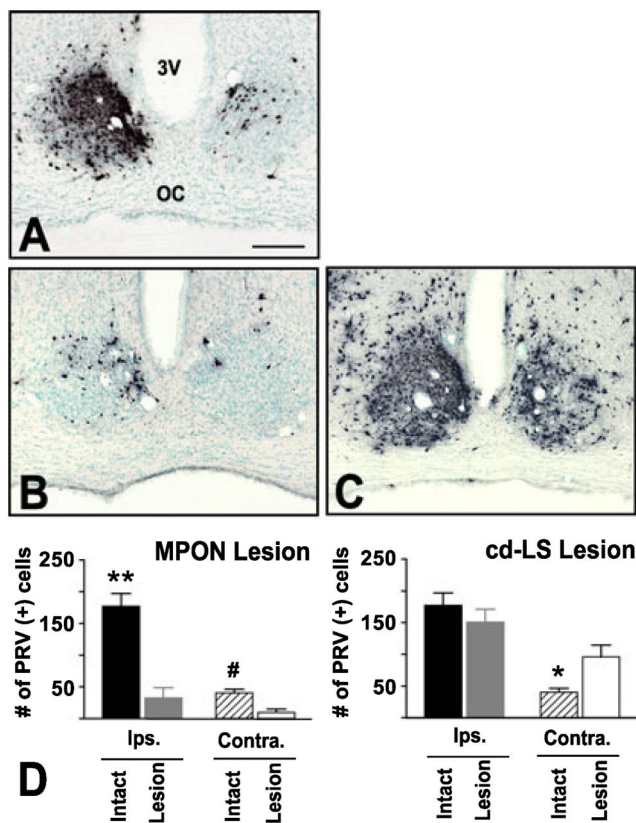 3V
OC
A
B
C
MPON Lesion
# of PRV (+) cells
250
150
50
**
#
Ips.
Contra.
Intact
Lesion
Intact
Lesion
cd-LS Lesion
# of PRV (+) cells
250
150
50
*
Ips.
Contra.
Intact
Lesion
Intact
Lesion
D